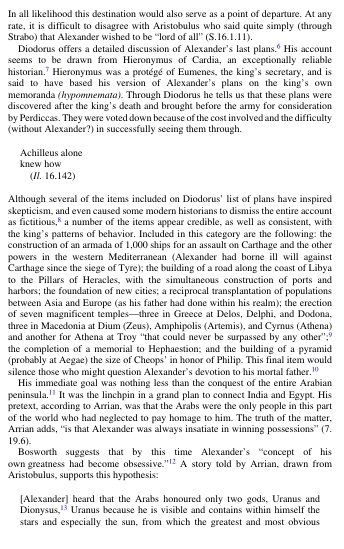 In all likelihood this destination would also serve as a point of departure. At any
rate, it is difficult to disagree with Aristobulus who said quite simply (through
Strabo) that Alexander wished to be “lord of all” (S.16.1.11).
Diodorus offers a detailed discussion of Alexander’s last plans.6 His account
seems to be drawn from Hieronymus of Cardia, an exceptionally reliable
historian.7 Hieronymus was a protégé of Eumenes, the king’s secretary, and is
said to have based his version of Alexander’s plans on the king’s own
memoranda (hypomnemata). Through Diodorus he tells us that these plans were
discovered after the king’s death and brought before the army for consideration
by Perdiccas. They were voted down because of the cost involved and the difficulty
(without Alexander?) in successfully seeing them through.
Achilleus alone
knew how
(Il. 16.142)
Although several of the items included on Diodorus’ list of plans have inspired
skepticism, and even caused some modern historians to dismiss the entire account
as fictitious,8 a number of the items appear credible, as well as consistent, with
the king’s patterns of behavior. Included in this category are the following: the
construction of an armada of 1,000 ships for an assault on Carthage and the other
powers in the western Mediterranean (Alexander had borne ill will against
Carthage since the siege of Tyre); the building of a road along the coast of Libya
to the Pillars of Heracles, with the simultaneous construction of ports and
harbors; the foundation of new cities; a reciprocal transplantation of populations
between Asia and Europe (as his father had done within his realm); the erection
of seven magnificent temples—three in Greece at Delos, Delphi, and Dodona,
three in Macedonia at Dium (Zeus), Amphipolis (Artemis), and Cyrnus (Athena)
and another for Athena at Troy “that could never be surpassed by any other”;9
the completion of a memorial to Hephaestion; and the building of a pyramid
(probably at Aegae) the size of Cheops’ in honor of Philip. This final item would
silence those who might question Alexander’s devotion to his mortal father.10
His immediate goal was nothing less than the conquest of the entire Arabian
peninsula.11 It was the linchpin in a grand plan to connect India and Egypt. His
pretext, according to Arrian, was that the Arabs were the only people in this part
of the world who had neglected to pay homage to him. The truth of the matter,
Arrian adds, “is that Alexander was always insatiate in winning possessions” (7.
19.6).
Bosworth suggests that by this time Alexander’s “concept of his
own greatness had become obsessive.”12 A story told by Arrian, drawn from
Aristobulus, supports this hypothesis:
[Alexander] heard that the Arabs honoured only two gods, Uranus and
Dionysus,13 Uranus because he is visible and contains within himself the
stars and especially the sun, from which the greatest and most obvious